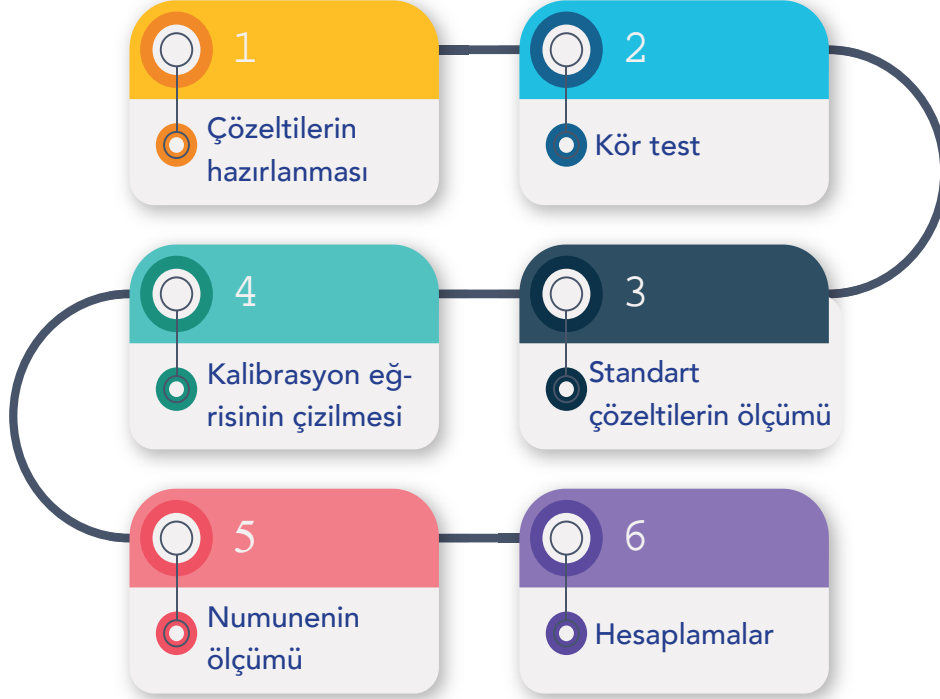 1
Çözeltilerin
hazırlanması
2
Kör test
3
Standart
çözeltilerin ölçümü
4
Kalibrasyon eğ-
risinin çizilmesi
5
Numunenin
ölçümü
6
Hesaplamalar